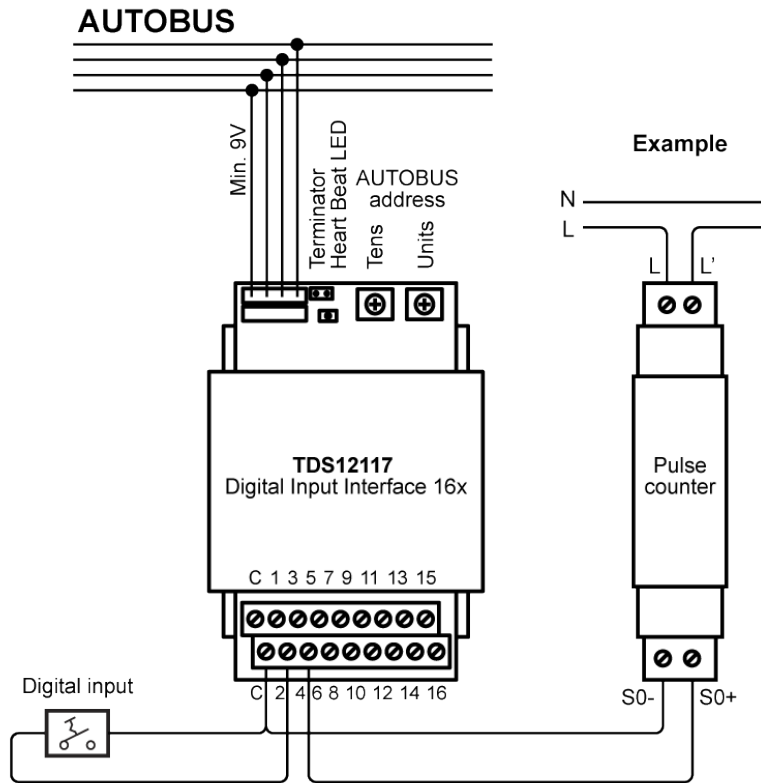 AUTOBUS
Min. 9V
Terminator
Heart Beat LED
AUTOBUS
address
Tens
Units
Example
N
L
L
L'
TDS12117
Digital Input Interface 16x
Pulse
counter
C 1 3 5 7 9 11 13 15
C 2 4 6 8 10 12 14 16
Digital input
S0-
S0+